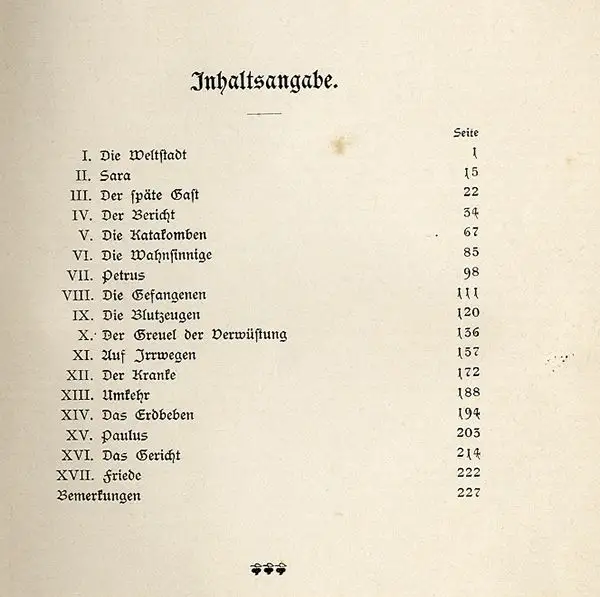 Inhaltsangabe.
Seite
I. Die Weltstadt 1
II. Sara 15
III. Der späte Gast 22
IV. Der Bericht 34
V. Die Katakomben 67
VI. Die Wahnsinnige 85
VII. Petrus 98
VIII. Die Gefangenen 111
IX. Die Blutzeugen 120
X. Der Greuel der Verwüstung 136
XI. Auf Irrwegen 157
XII. Der Kranke 172
XIII. Umkehr 188
XIV. Das Erdbeben 194
XV. Paulus 203
XVI. Das Gericht 214
XVII. Friede 222
Bemerkungen 227